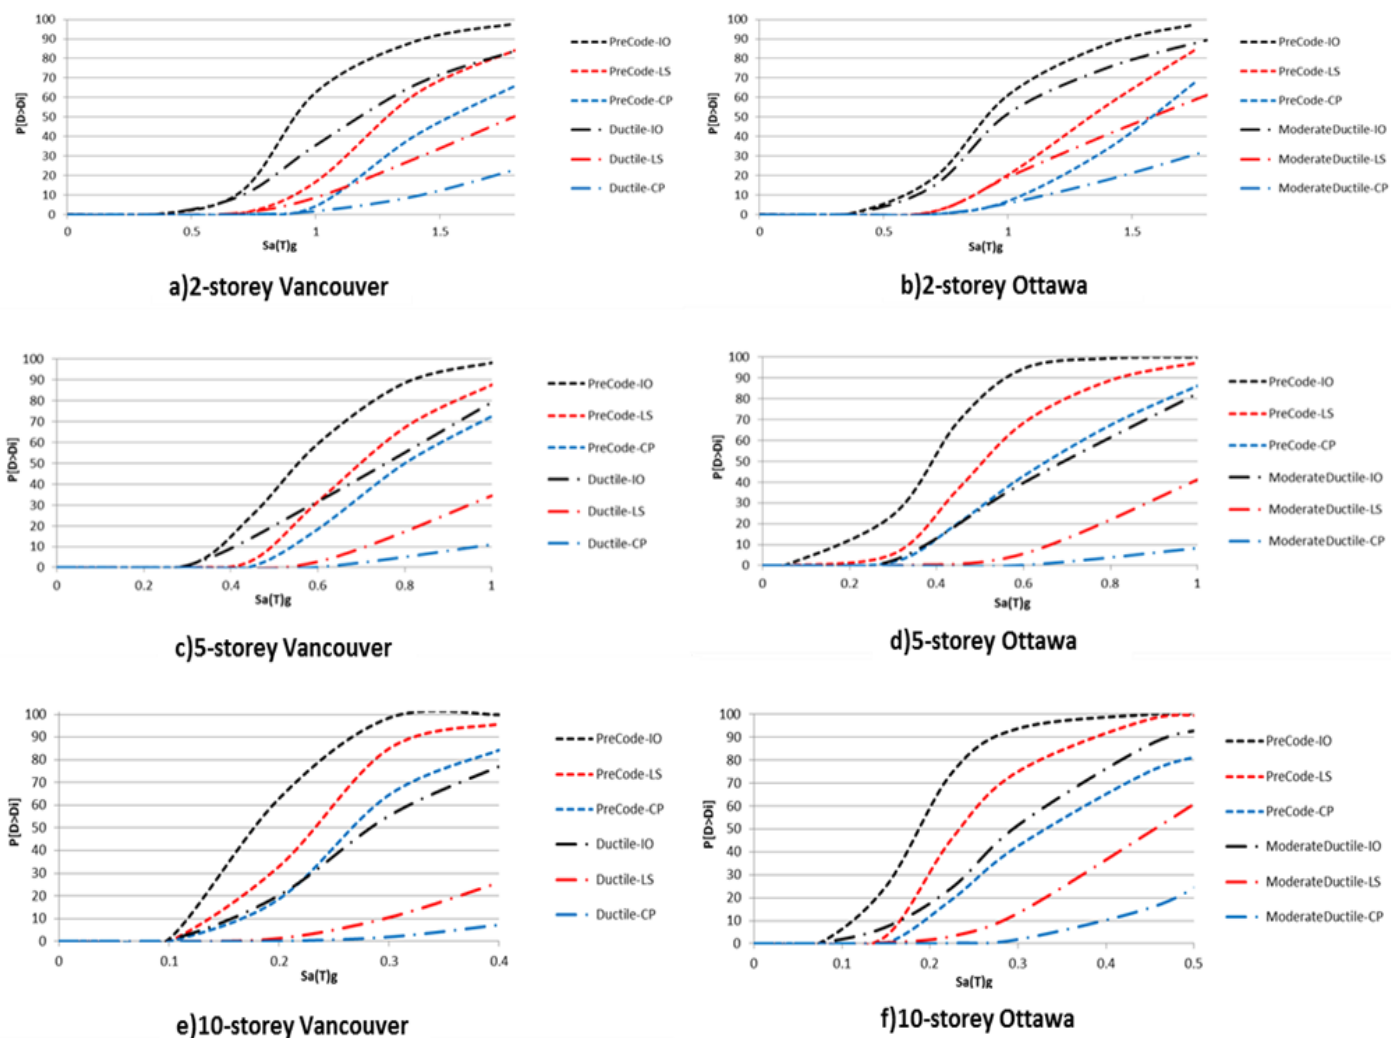 P[D>Di]
100
90
80
70
60
50
40
30
20
10
0
0 0.5 1 1.5
Sa(T)g
PreCode-IO
PreCode-LS
PreCode-CP
Ductile-IO
Ductile-LS
Ductile-CP
a)2-storey Vancouver
P[D>Di]
100
90
80
70
60
50
40
30
20
10
0
0 0.5 1 1.5
Sa(T)g
PreCode-IO
PreCode-LS
PreCode-CP
ModerateDuctile-IO
ModerateDuctile-LS
ModerateDuctile-CP
b)2-storey Ottawa
P[D>Di]
100
90
80
70
60
50
40
30
20
10
0
0 0.2 0.4 0.6 0.8 1
Sa(T)g
PreCode-IO
PreCode-LS
PreCode-CP
Ductile-IO
Ductile-LS
Ductile-CP
c)5-storey Vancouver
P[D>Di]
100
90
80
70
60
50
40
30
20
10
0
0 0.2 0.4 0.6 0.8 1
Sa(T)g
PreCode-IO
PreCode-LS
PreCode-CP
ModerateDuctile-IO
ModerateDuctile-LS
ModerateDuctile-CP
d)5-storey Ottawa
P[D>Di]
100
90
80
70
60
50
40
30
20
10
0
0 0.1 0.2 0.3 0.4
Sa(T)g
PreCode-IO
PreCode-LS
PreCode-CP
Ductile-IO
Ductile-LS
Ductile-CP
e)10-storey Vancouver
P[D>Di]
100
90
80
70
60
50
40
30
20
10
0
0 0.1 0.2 0.3 0.4 0.5
Sa(T)g
PreCode-IO
PreCode-LS
PreCode-CP
ModerateDuctile-IO
ModerateDuctile-LS
ModerateDuctile-CP
f)10-storey Ottawa